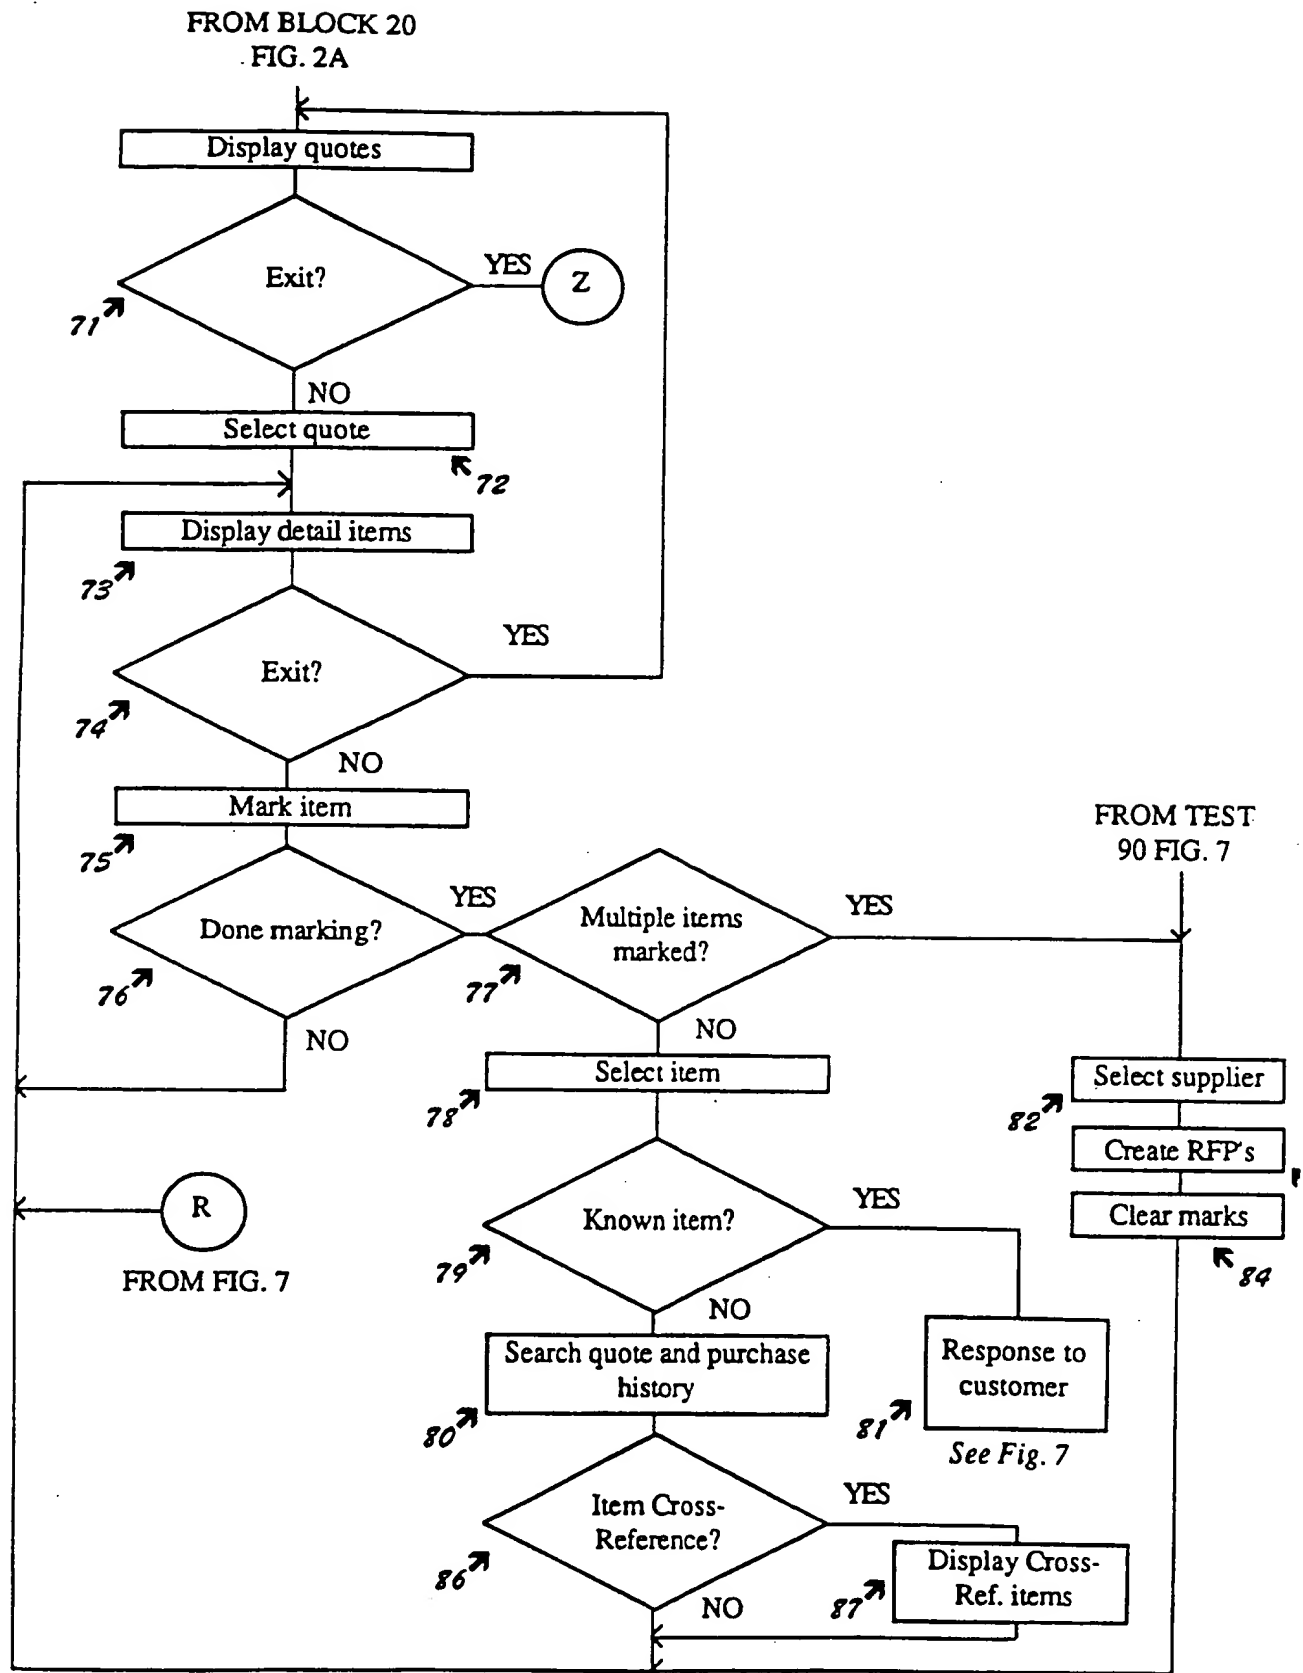 FROM BLOCK 20
FIG. 2A
Display quotes
Exit?
YES
Z
71
NO
Select quote
72
Display detail items
73
Exit?
YES
74
NO
Mark item
75
FROM TEST
90 FIG. 7
Done marking?
YES
Multiple items
marked?
YES
76
77
NO
NO
Select item
78
Select supplier
82
Create RFP's
Clear marks
84
R
FROM FIG. 7
Known item?
YES
79
NO
Search quote and purchase
history
80
Response to
customer
81
See Fig. 7
Item Cross-
Reference?
YES
86
NO
Display Cross-
Ref. items
87